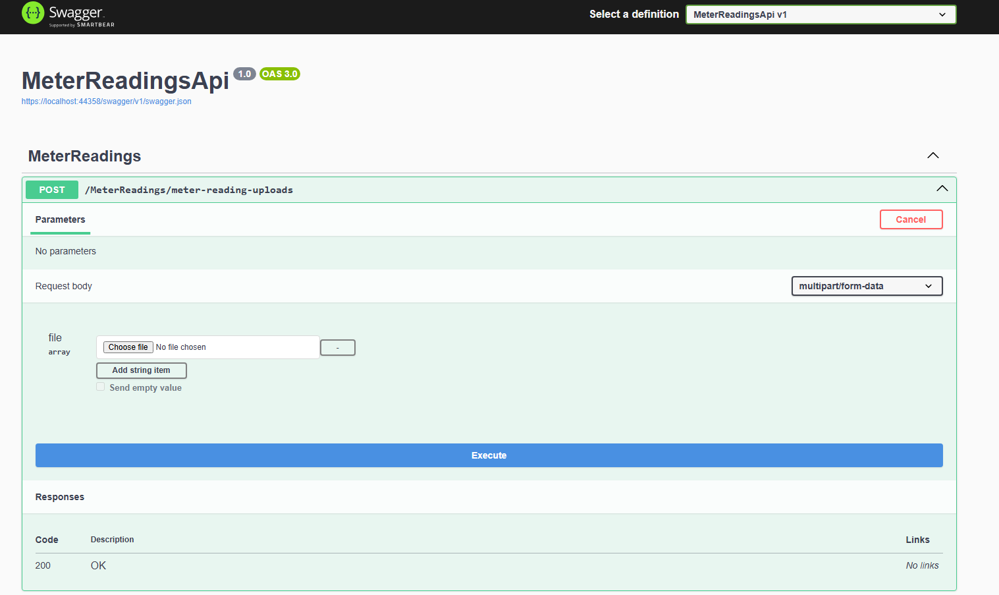 Swagger.
Supported by SMARTBEAR
Select a definition
MeterReadingsApi v1
MeterReadingsApi 1.0 OAS 3.0
https://localhost:44358/swagger/v1/swagger.json
MeterReadings
POST /MeterReadings/meter-reading-uploads
Parameters
Cancel
No parameters
Request body
multipart/form-data
file
array
Choose file No file chosen
-
Add string item
Send empty value
Execute
Responses
Code Description Links
200 OK No links